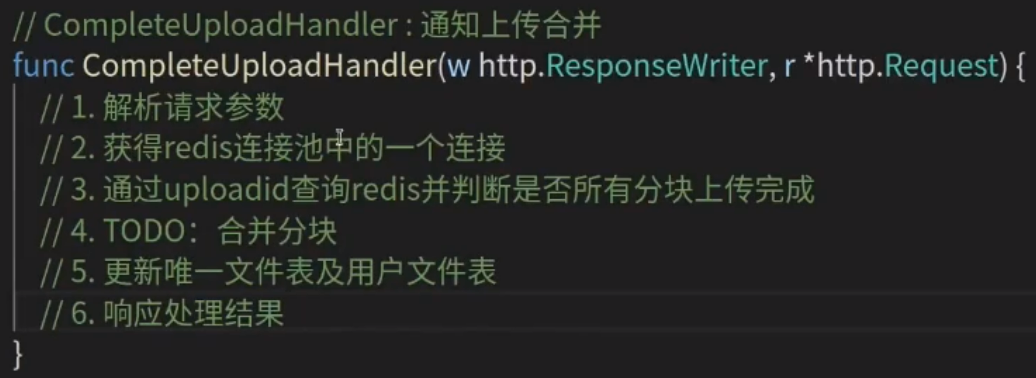 // CompleteUploadHandler : 通知上传合并
func CompleteUploadHandler(w http.ResponseWriter, r *http.Request) {
// 1. 解析请求参数
// 2. 获得redis连接池中的一个连接
// 3. 通过uploadid查询redis并判断是否所有分块上传完成
// 4. TODO：合并分块
// 5. 更新唯一文件表及用户文件表
// 6. 响应处理结果
}